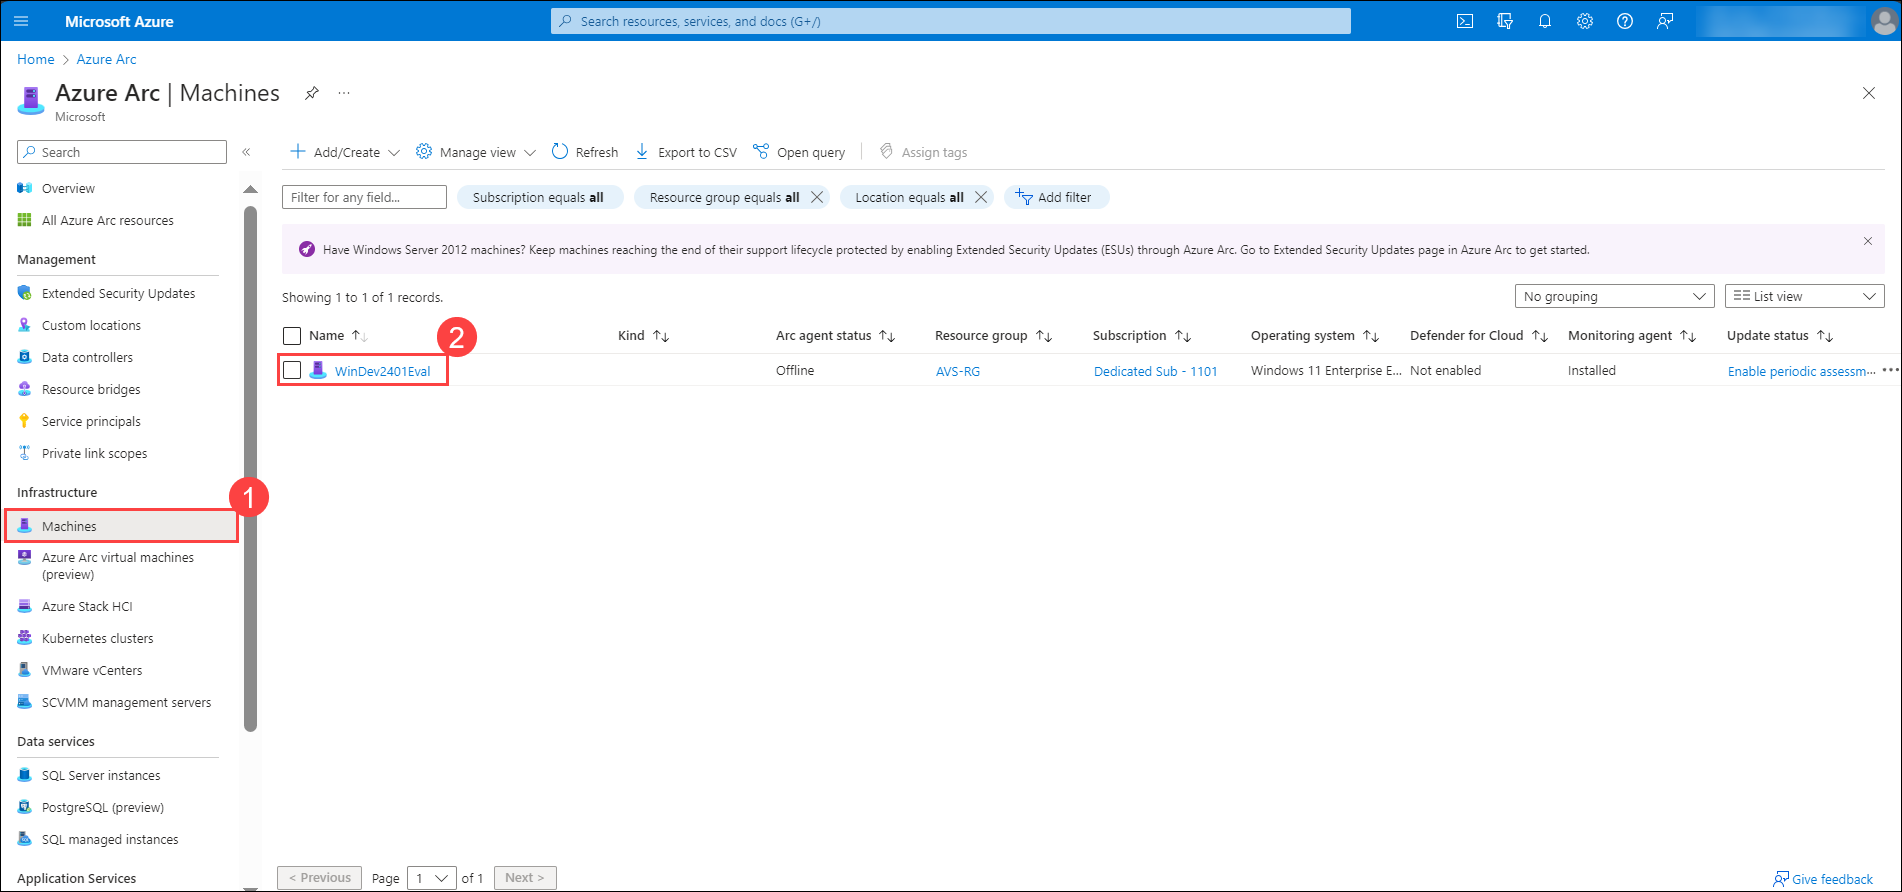 Microsoft Azure
Search resources, services, and docs (G+/)
Home > Azure Arc
Azure Arc | Machines
Microsoft
Search
Overview
All Azure Arc resources
Management
Extended Security Updates
Custom locations
Data controllers
Resource bridges
Service principals
Private link scopes
Infrastructure
1
Machines
Azure Arc virtual machines
(preview)
Azure Stack HCI
Kubernetes clusters
VMware vCenters
SCVMM management servers
Data services
SQL Server instances
PostgreSQL (preview)
SQL managed instances
Application Services
Add/Create Manage view Refresh Export to CSV Open query Assign tags
Filter for any field... Subscription equals all Resource group equals all Location equals all Add filter
Have Windows Server 2012 machines? Keep machines reaching the end of their support lifecycle protected by enabling Extended Security Updates (ESUs) through Azure Arc. Go to Extended Security Updates page in Azure Arc to get started.
Showing 1 to 1 of 1 records.
No grouping List view
Name 2 Kind Arc agent status Resource group Subscription Operating system Defender for Cloud Monitoring agent Update status
WinDev2401Eval Offline AVS-RG Dedicated Sub - 1101 Windows 11 Enterprise E... Not enabled Installed Enable periodic assessm... ...
< Previous Page 1 of 1 Next >
Give feedback